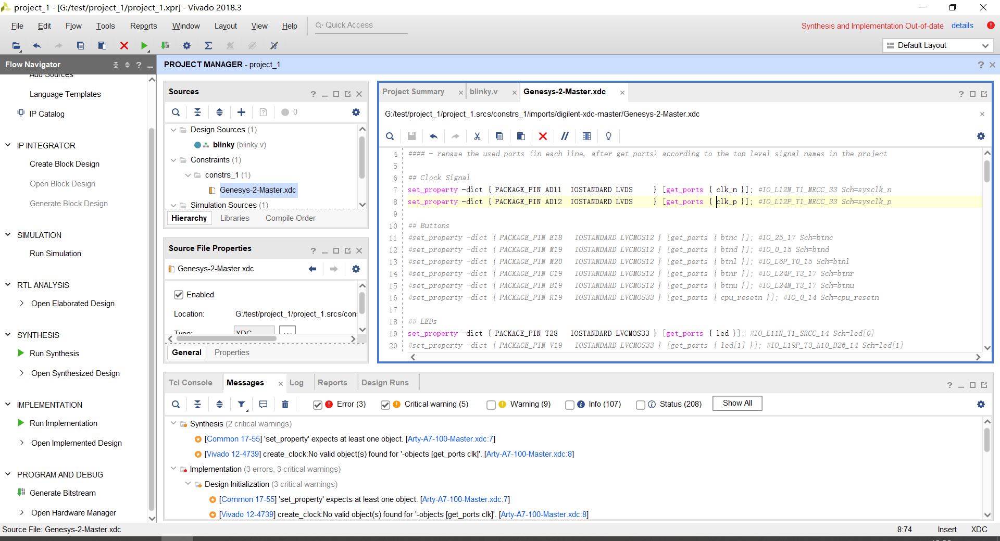 project_1 - [G:/test/project_1/project_1.xpr] - Vivado 2018.3
File Edit Flow Tools Reports Window Layout View Help Quick Access
Synthesis and Implementation Out-of-date details
Default Layout
Flow Navigator
PROJECT MANAGER - project_1
Add Sources
Language Templates
IP Catalog
IP INTEGRATOR
Create Block Design
Open Block Design
Generate Block Design
SIMULATION
Run Simulation
RTL ANALYSIS
Open Elaborated Design
SYNTHESIS
Run Synthesis
Open Synthesized Design
IMPLEMENTATION
Run Implementation
Open Implemented Design
PROGRAM AND DEBUG
Generate Bitstream
Open Hardware Manager
Sources
0
Design Sources (1)
blinky (blinky.v)
Constraints (1)
constrs_1 (1)
Genesys-2-Master.xdc
Simulation Sources (1)
Hierarchy Libraries Compile Order
Source File Properties
Genesys-2-Master.xdc
Enabled
Location: G:/test/project_1/project_1.srcs/cons
Type: XDC ...
General Properties
Project Summary blinky.v Genesys-2-Master.xdc
G:/test/project_1/project_1.srcs/constrs_1/imports/digilent-xdc-master/Genesys-2-Master.xdc
4 #### - rename the used ports (in each line, after get_ports) according to the top level signal names in the project
5
6 ## Clock Signal
7 set_property -dict { PACKAGE_PIN AD11 IOSTANDARD LVDS } [get_ports { clk_n }]; #IO_L12N_T1_MRCC_33 Sch=sysclk_n
8 set_property -dict { PACKAGE_PIN AD12 IOSTANDARD LVDS } [get_ports { clk_p }]; #IO_L12P_T1_MRCC_33 Sch=sysclk_p
9
10 ## Buttons
11 #set_property -dict { PACKAGE_PIN E18 IOSTANDARD LVCMOS12 } [get_ports { btnc }]; #IO_25_17 Sch=btnc
12 #set_property -dict { PACKAGE_PIN M19 IOSTANDARD LVCMOS12 } [get_ports { btnd }]; #IO_0_15 Sch=btnd
13 #set_property -dict { PACKAGE_PIN M20 IOSTANDARD LVCMOS12 } [get_ports { btnl }]; #IO_L6P_T0_15 Sch=btnl
14 #set_property -dict { PACKAGE_PIN C19 IOSTANDARD LVCMOS12 } [get_ports { btnr }]; #IO_L24P_T3_17 Sch=btnr
15 #set_property -dict { PACKAGE_PIN B19 IOSTANDARD LVCMOS12 } [get_ports { btnu }]; #IO_L24N_T3_17 Sch=btnu
16 #set_property -dict { PACKAGE_PIN R19 IOSTANDARD LVCMOS33 } [get_ports { cpu_resetn }]; #IO_0_14 Sch=cpu_resetn
17
18 ## LEDs
19 set_property -dict { PACKAGE_PIN T28 IOSTANDARD LVCMOS33 } [get_ports { led }]; #IO_L11N_T1_SRCC_14 Sch=led[0]
20 #set_property -dict { PACKAGE_PIN V19 IOSTANDARD LVCMOS33 } [get_ports { led[1] }]; #IO_L19P_T3_A10_D26_14 Sch=led[1]
Tcl Console Messages Log Reports Design Runs
Error (3) Critical warning (5) Warning (9) Info (107) Status (208) Show All
Synthesis (2 critical warnings)
[Common 17-55] 'set_property' expects at least one object. [Arty-A7-100-Master.xdc:7]
[Vivado 12-4739] create_clock:No valid object(s) found for '-objects [get_ports clk]'. [Arty-A7-100-Master.xdc:8]
Implementation (3 errors, 3 critical warnings)
Design Initialization (3 critical warnings)
[Common 17-55] 'set_property' expects at least one object. [Arty-A7-100-Master.xdc:7]
[Vivado 12-4739] create_clock:No valid object(s) found for '-objects [get_ports clk]'. [Arty-A7-100-Master.xdc:8]
Source File: Genesys-2-Master.xdc 8:74 Insert XDC